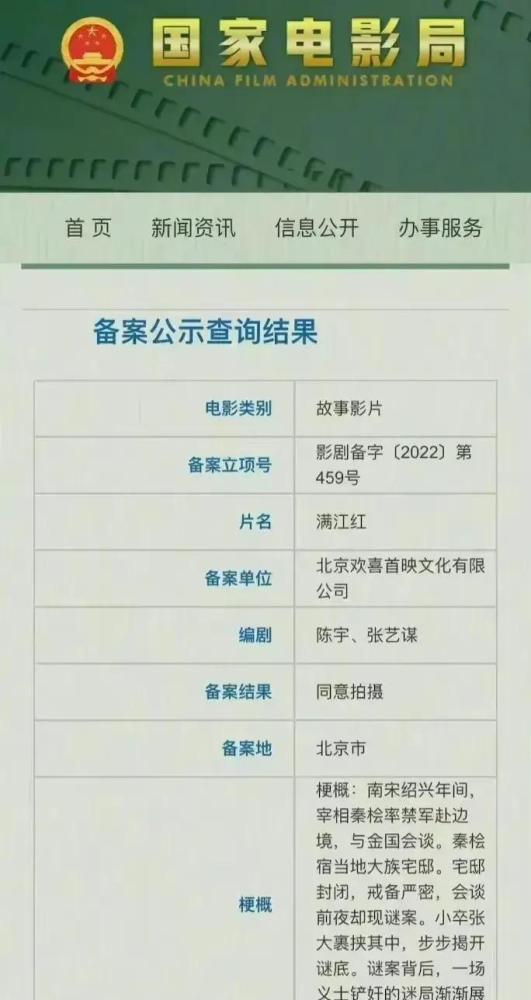 国家电影局
CHINA FILM ADMINISTRATION
首页 新闻资讯 信息公开 办事服务
备案公示查询结果
电影类别 故事影片
备案立项号 影剧备字〔2022〕第
459号
片名 满江红
备案单位 北京欢喜首映文化有限
公司
编剧 陈宇、张艺谋
备案结果 同意拍摄
备案地 北京市
梗概 梗概：南宋绍兴年间，
宰相秦桧率禁军赴边
境，与金国会谈。秦桧
宿当地大族宅邸。宅邸
封闭，戒备严密，会谈
前夜却现谜案。小卒张
大裹挟其中，步步揭开
谜底。谜案背后，一场
义士铲奸的迷局渐渐展